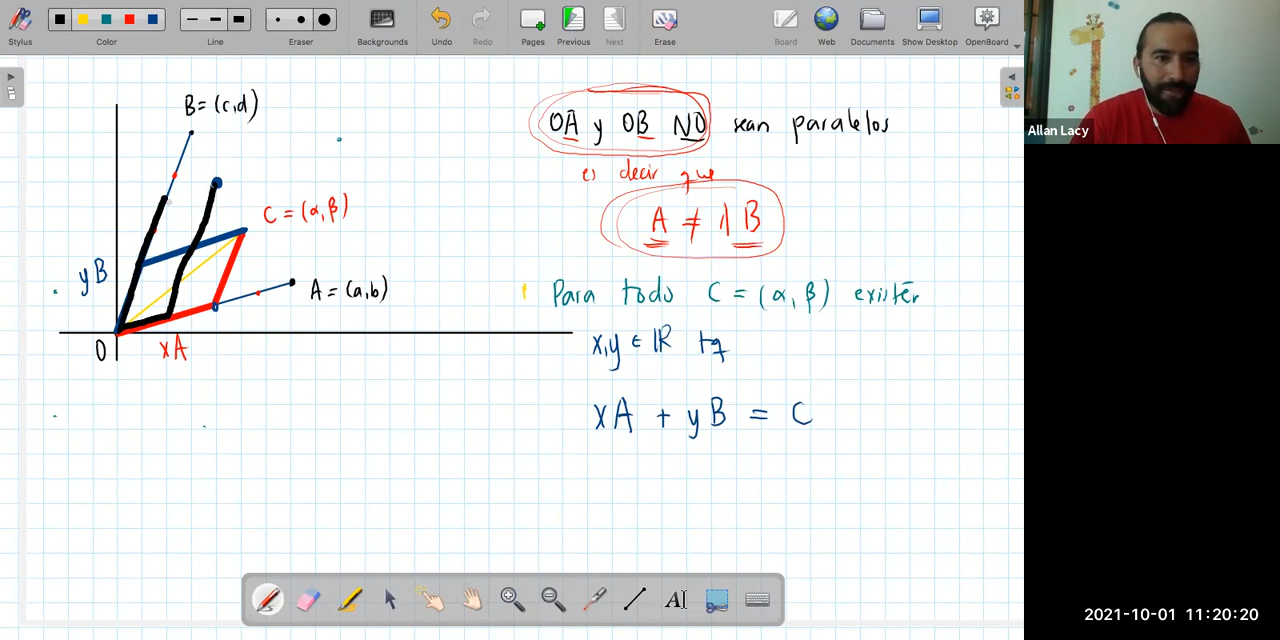 Stylus Color Line Eraser Backgrounds Undo Redo Pages Previous Next Erase Board Web Documents Show Desktop OpenBoard
B = (c,d)
C = (α,β)
yB
A = (a,b)
O
xA
OA y OB NO sean paralelos
es decir que
A ≠ λ B
Para todo C = (α, β) existen
x,y ∈ ℝ tq
xA + yB = C
Allan Lacy
2021-10-01 11:20:20